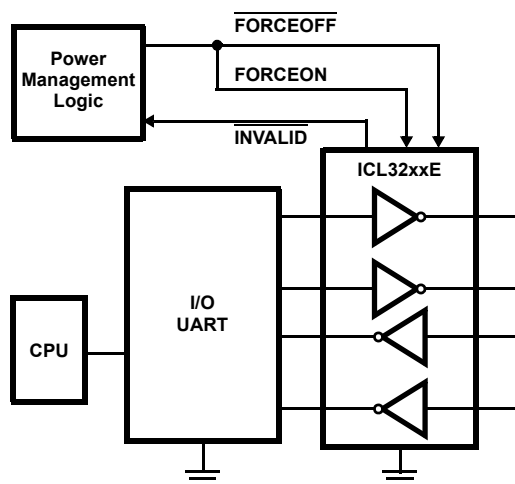 FORCEOFF
Power
Management
Logic
FORCEON
INVALID
ICL32xxE
I/O
UART
CPU